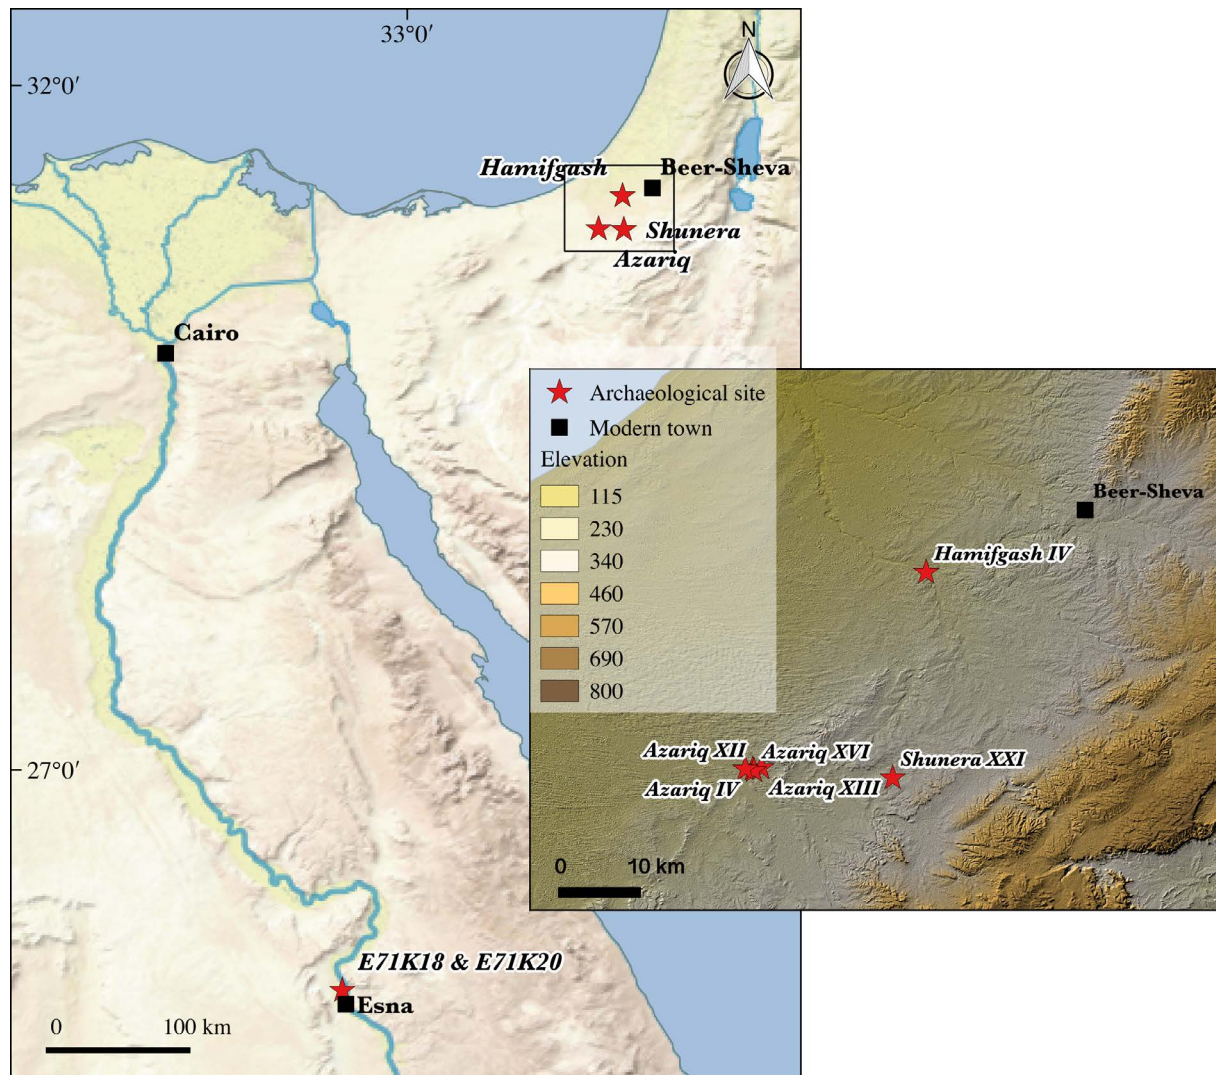 33°0′
N
32°0′
Hamifgash
Beer-Sheva
Shunera
Azariq
Cairo
Archaeological site
Modern town
Elevation
115
230
340
460
570
690
800
Beer-Sheva
Hamifgash IV
Azariq XII
Azariq XVI
Shunera XXI
Azariq IV
Azariq XIII
0 10 km
27°0′
E71K18 & E71K20
Esna
0 100 km